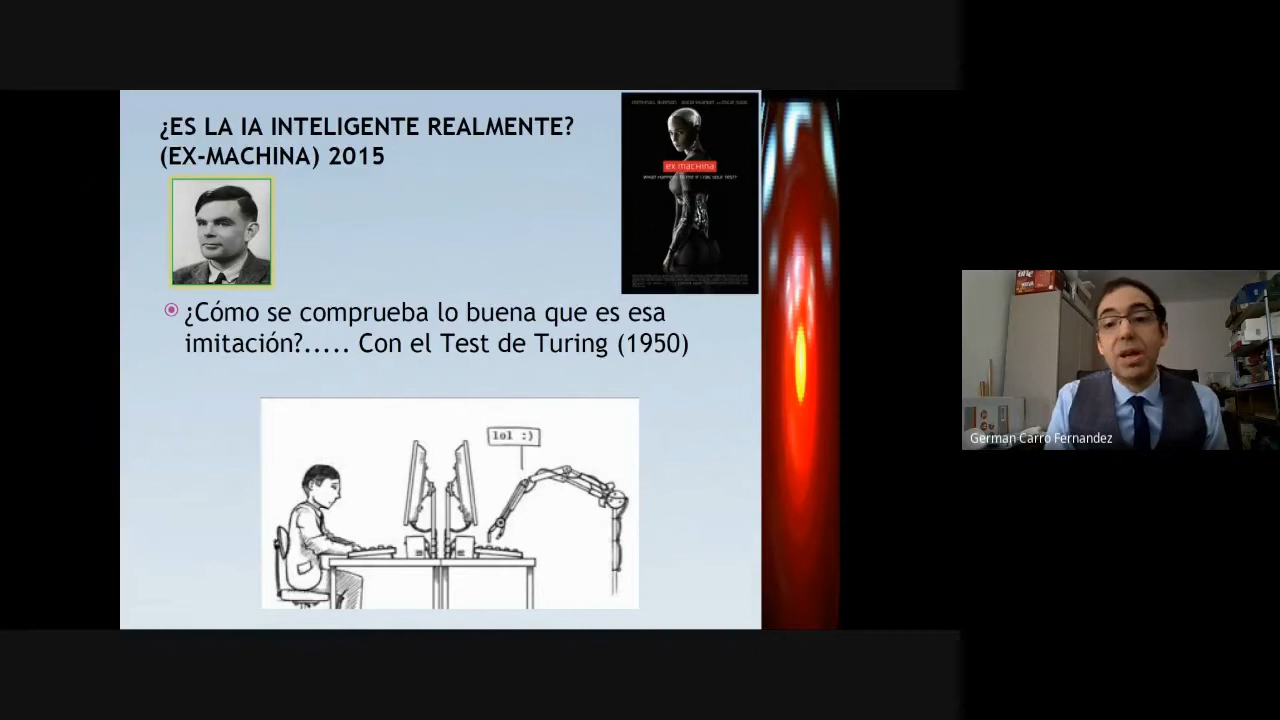 ¿ES LA IA INTELIGENTE REALMENTE?
(EX-MACHINA) 2015
ex machina
¿Cómo se comprueba lo buena que es esa
imitación?..... Con el Test de Turing (1950)
lol :)
German Carro Fernandez